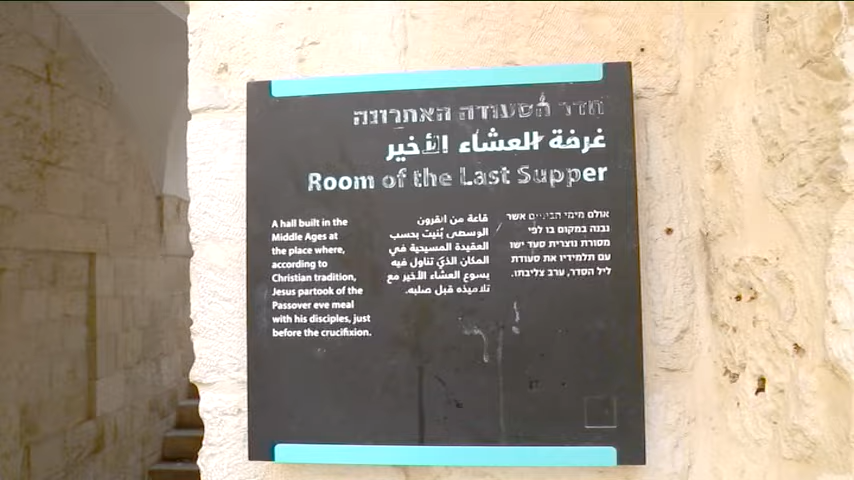 חדר הסעודה האחרונה
غرفة العشاء الأخير
Room of the Last Supper
A hall built in the
Middle Ages at
the place where,
according to
Christian tradition,
Jesus partook of the
Passover eve meal
with his disciples, just
before the crucifixion.
قاعة من القرون
الوسطى بُنيت بحسب
العقيدة المسيحية في
المكان الذي تناول فيه
يسوع العشاء الأخير مع
تلاميذه قبل صلبه.
אולם מימי הביניים אשר
נבנה במקום בו לפי
מסורת נוצרית סעד ישו
עם תלמידיו את סעודת
ליל הסדר, ערב צליבתו.